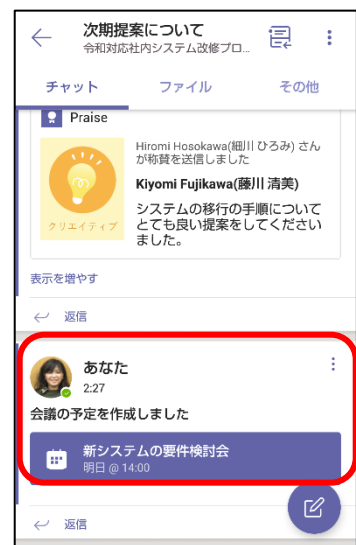 次期提案について
令和対応社内システム改修プロ...
チャット
ファイル
その他
Praise
Hiromi Hosokawa(細川 ひろみ) さん
が称賛を送信しました
Kiyomi Fujikawa(藤川 清美)
システムの移行の手順について
とても良い提案をしてください
ました。
クリエイティブ
表示を増やす
返信
あなた
2:27
会議の予定を作成しました
新システムの要件検討会
明日 @ 14:00
返信